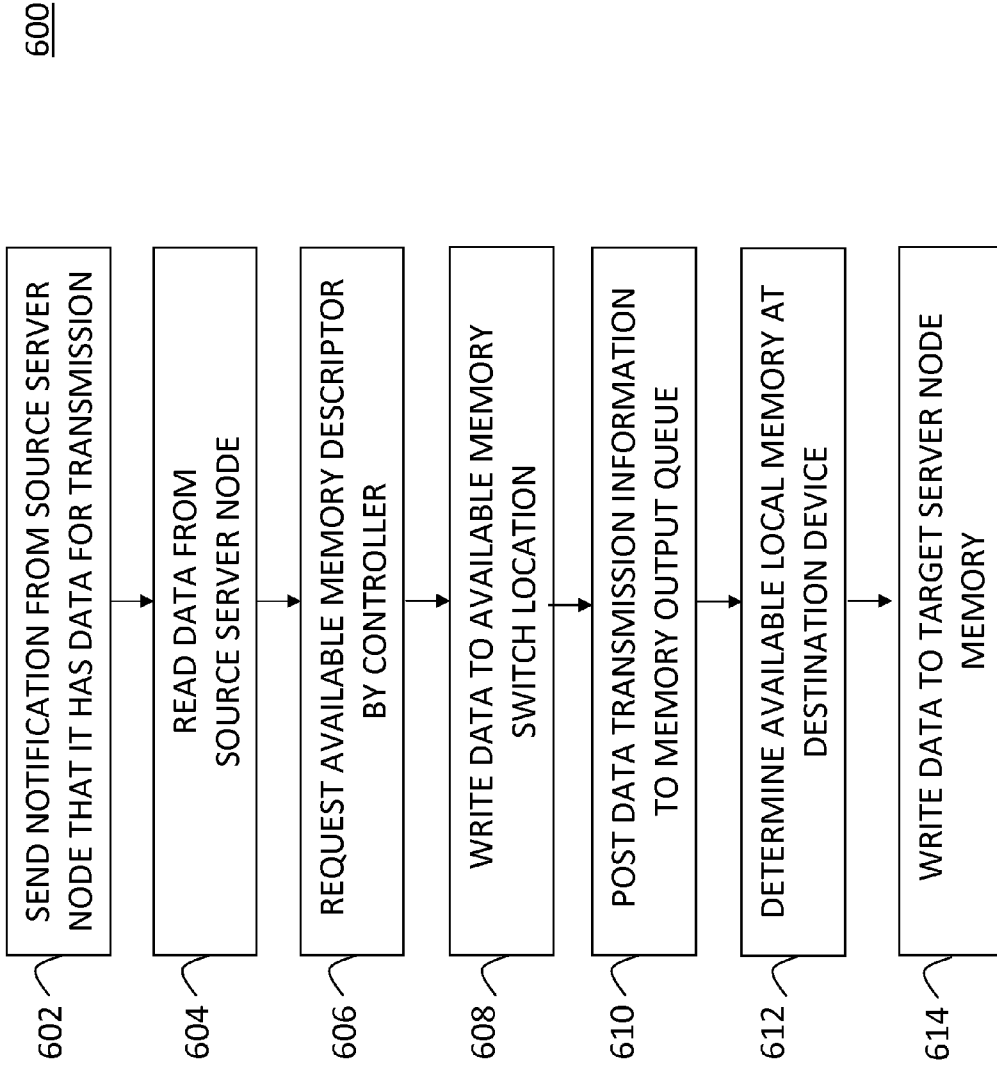 600
602
SEND NOTIFICATION FROM SOURCE SERVER
NODE THAT IT HAS DATA FOR TRANSMISSION
604
READ DATA FROM
SOURCE SERVER NODE
606
REQUEST AVAILABLE MEMORY DESCRIPTOR
BY CONTROLLER
608
WRITE DATA TO AVAILABLE MEMORY
SWITCH LOCATION
610
POST DATA TRANSMISSION INFORMATION
TO MEMORY OUTPUT QUEUE
612
DETERMINE AVAILABLE LOCAL MEMORY AT
DESTINATION DEVICE
614
WRITE DATA TO TARGET SERVER NODE
MEMORY